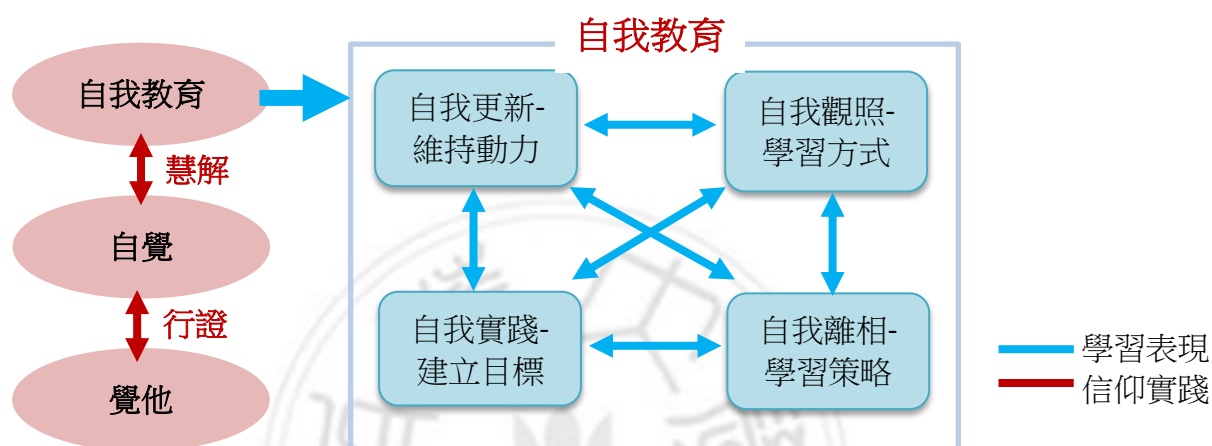 自我教育
自我教育
慧解
自覺
行證
覺他
自我更新-
維持動力
自我觀照-
學習方式
自我實踐-
建立目標
自我離相-
學習策略
學習表現
信仰實踐